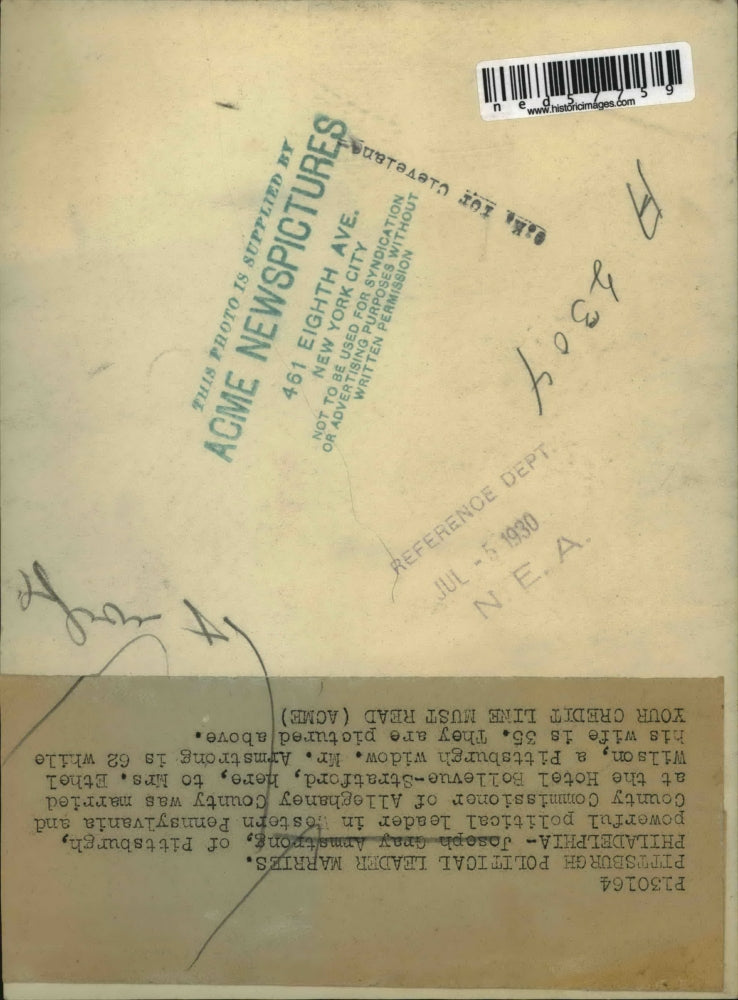 ned57759
www.historicimages.com
THIS PHOTO IS SUPPLIED BY
ACME NEWSPICTURES
461 EIGHTH AVE.
NEW YORK CITY
NOT TO BE USED FOR SYNDICATION
OR ADVERTISING PURPOSES WITHOUT
WRITTEN PERMISSION
O.K. for Cleveland
REFERENCE DEPT.
JUL - 5 1930
N. E. A.
P130164
PITTSBURGH POLITICAL LEADER MARRIES.
PHILADELPHIA- Joseph Gray Armstrong, of Pittsburgh,
powerful political leader in Western Pennsylvania and
County Commissioner of Alleghaney County was married
at the Hotel Bellevue-Stratford, here, to Mrs. Ethel
Wilson, a Pittsburgh widow. Mr. Armstrong is 62 while
his wife is 35. They are pictured above.
YOUR CREDIT LINE MUST READ (ACME)